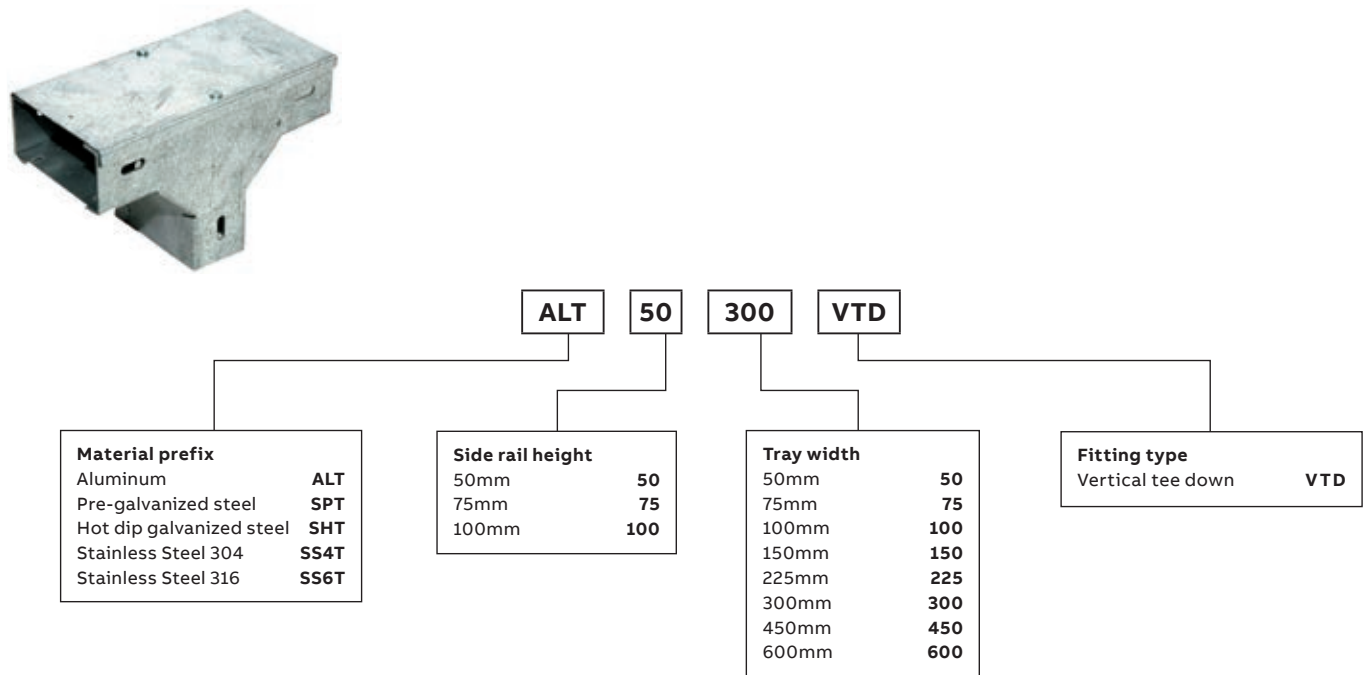 ALT 50 300 VTD
Material prefix
Aluminum ALT
Pre-galvanized steel SPT
Hot dip galvanized steel SHT
Stainless Steel 304 SS4T
Stainless Steel 316 SS6T
Side rail height
50mm 50
75mm 75
100mm 100
Tray width
50mm 50
75mm 75
100mm 100
150mm 150
225mm 225
300mm 300
450mm 450
600mm 600
Fitting type
Vertical tee down VTD